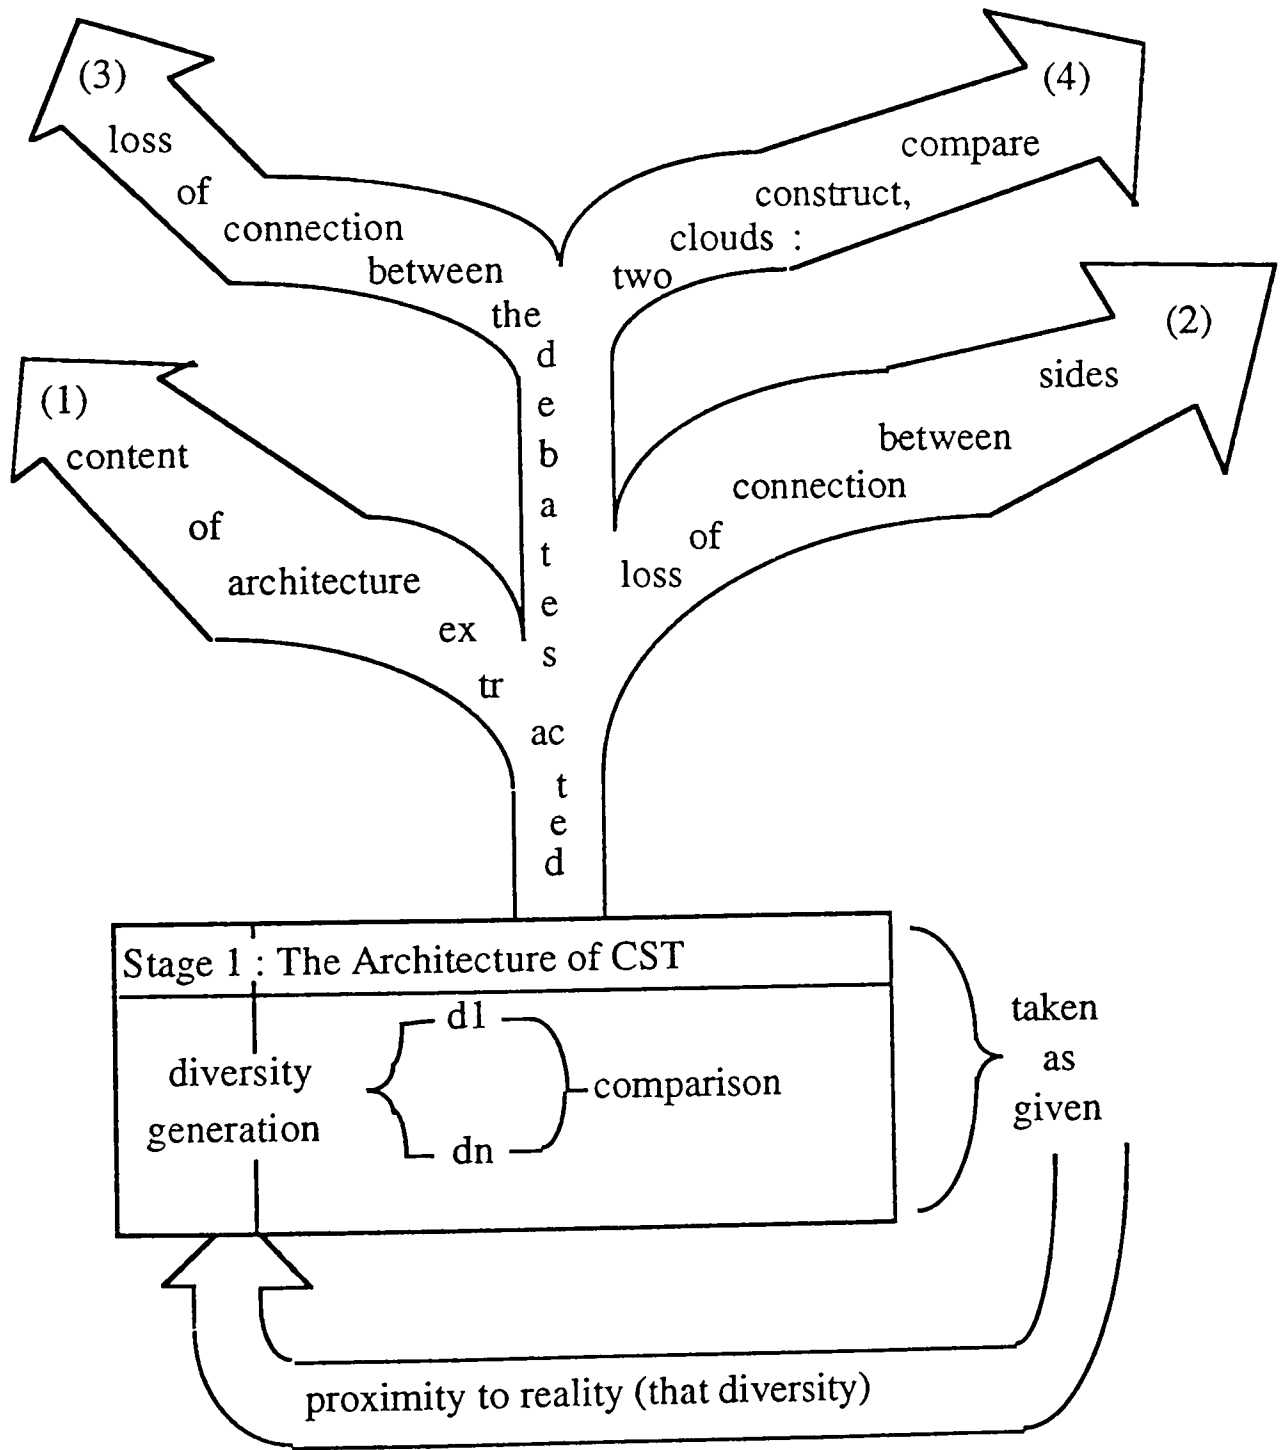 (3)
loss
of
connection
between
the
d
e
b
a
t
e
s
(4)
compare
construct,
clouds :
two
(1)
content
of
architecture
ex
tr
ac
t
e
d
(2)
sides
between
connection
of
loss
Stage 1 : The Architecture of CST
diversity
generation
d1
dn
comparison
taken
as
given
proximity to reality (that diversity)